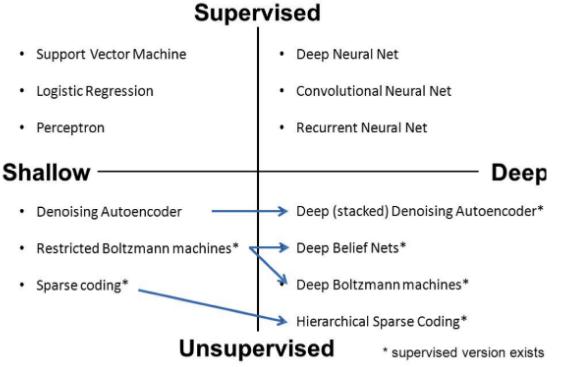 Supervised
• Support Vector Machine
• Logistic Regression
• Perceptron
• Deep Neural Net
• Convolutional Neural Net
• Recurrent Neural Net
Shallow
Deep
• Denoising Autoencoder
• Restricted Boltzmann machines*
• Sparse coding*
• Deep (stacked) Denoising Autoencoder*
• Deep Belief Nets*
• Deep Boltzmann machines*
• Hierarchical Sparse Coding*
Unsupervised
* supervised version exists